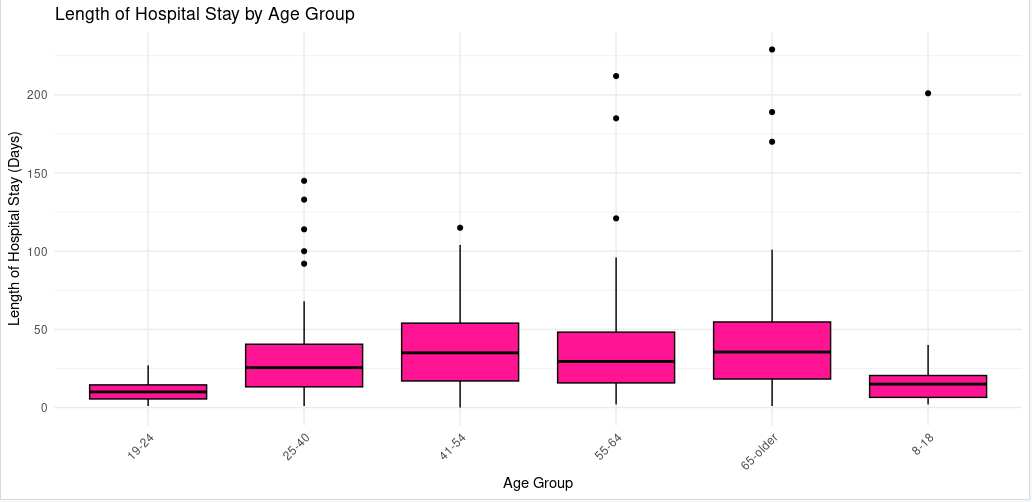 Length of Hospital Stay by Age Group
Length of Hospital Stay (Days)
200
150
100
50
0
19-24
25-40
41-54
55-64
65-older
8-18
Age Group